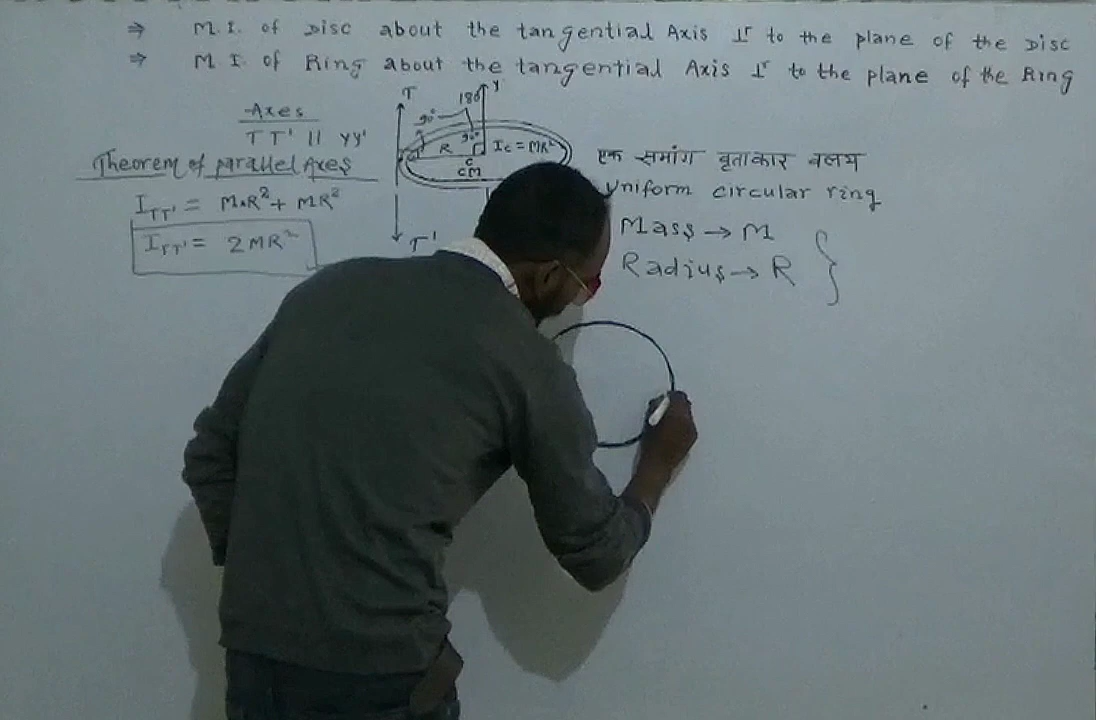 ⇒ M.I. of Disc about the tangential Axis ⊥r to the plane of the Disc
⇒ M I. of Ring about the tangential Axis ⊥r to the plane of the Ring
Axes
TT' || YY'
Theorem of parallel Axes
I_TT' = MR² + MR²
I_TT' = 2MR²
T
180
Y
90°
90°
R
I_C = MR²
C
CM
T'
एक समांग वृताकार वलय
Uniform circular ring
Mass → M
Radius → R }